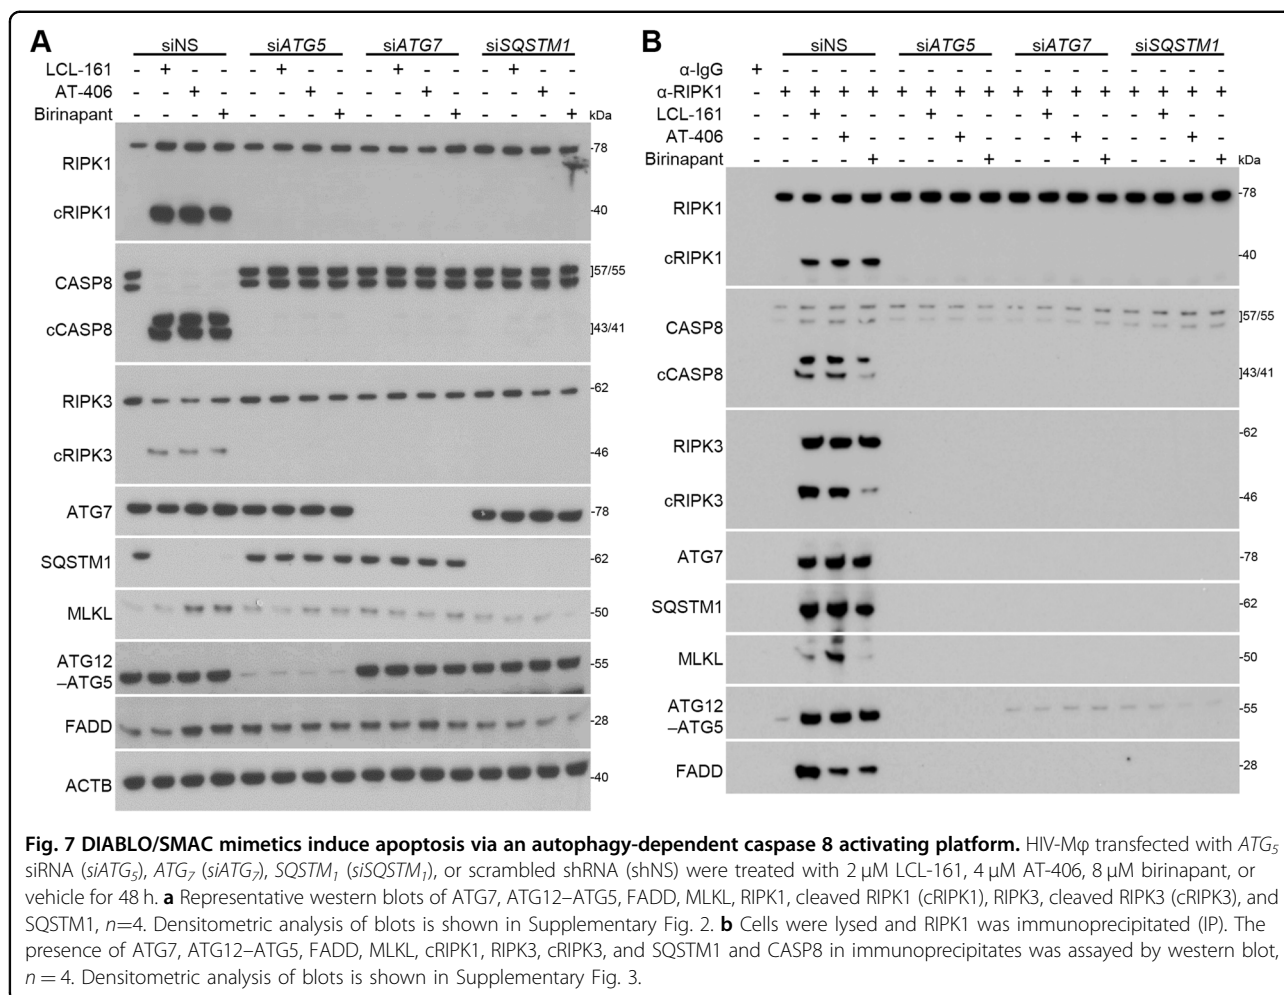 A
siNS siATG5 siATG7 siSQSTM1
LCL-161 - + - - - + - - - + - - - + - -
AT-406 - - + - - - + - - - + - - - + -
Birinapant - - - + - - - + - - - + - - - + kDa
RIPK1 -78
cRIPK1 -40
CASP8 ]57/55
cCASP8 ]43/41
RIPK3 -62
cRIPK3 -46
ATG7 -78
SQSTM1 -62
MLKL -50
ATG12 -55
–ATG5
FADD -28
ACTB -40
B
siNS siATG5 siATG7 siSQSTM1
α-IgG + - - - - - - - - - - - - - - - -
α-RIPK1 - + + + + + + + + + + + + + + + +
LCL-161 - - + - - - + - - - + - - - + - -
AT-406 - - - + - - - + - - - + - - - + -
Birinapant - - - - + - - - + - - - + - - - + kDa
RIPK1 -78
cRIPK1 -40
CASP8 ]57/55
cCASP8 ]43/41
RIPK3 -62
cRIPK3 -46
ATG7 -78
SQSTM1 -62
MLKL -50
ATG12 -55
–ATG5
FADD -28
Fig. 7 DIABLO/SMAC mimetics induce apoptosis via an autophagy-dependent caspase 8 activating platform. HIV-Mφ transfected with ATG5
siRNA (siATG5), ATG7 (siATG7), SQSTM1 (siSQSTM1), or scrambled shRNA (shNS) were treated with 2 μM LCL-161, 4 μM AT-406, 8 μM birinapant, or
vehicle for 48 h. a Representative western blots of ATG7, ATG12–ATG5, FADD, MLKL, RIPK1, cleaved RIPK1 (cRIPK1), RIPK3, cleaved RIPK3 (cRIPK3), and
SQSTM1, n=4. Densitometric analysis of blots is shown in Supplementary Fig. 2. b Cells were lysed and RIPK1 was immunoprecipitated (IP). The
presence of ATG7, ATG12–ATG5, FADD, MLKL, cRIPK1, RIPK3, cRIPK3, and SQSTM1 and CASP8 in immunoprecipitates was assayed by western blot,
n = 4. Densitometric analysis of blots is shown in Supplementary Fig. 3.